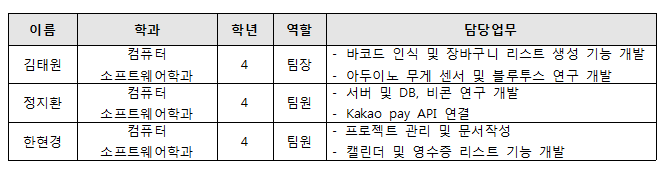 이름 학과 학년 역할 담당업무
김태원 컴퓨터 소프트웨어학과 4 팀장
- 바코드 인식 및 장바구니 리스트 생성 기능 개발
- 아두이노 무게 센서 및 블루투스 연구 개발
정지환 컴퓨터 소프트웨어학과 4 팀원
- 서버 및 DB, 비콘 연구 개발
- Kakao pay API 연결
한현경 컴퓨터 소프트웨어학과 4 팀원
- 프로젝트 관리 및 문서작성
- 캘린더 및 영수증 리스트 기능 개발